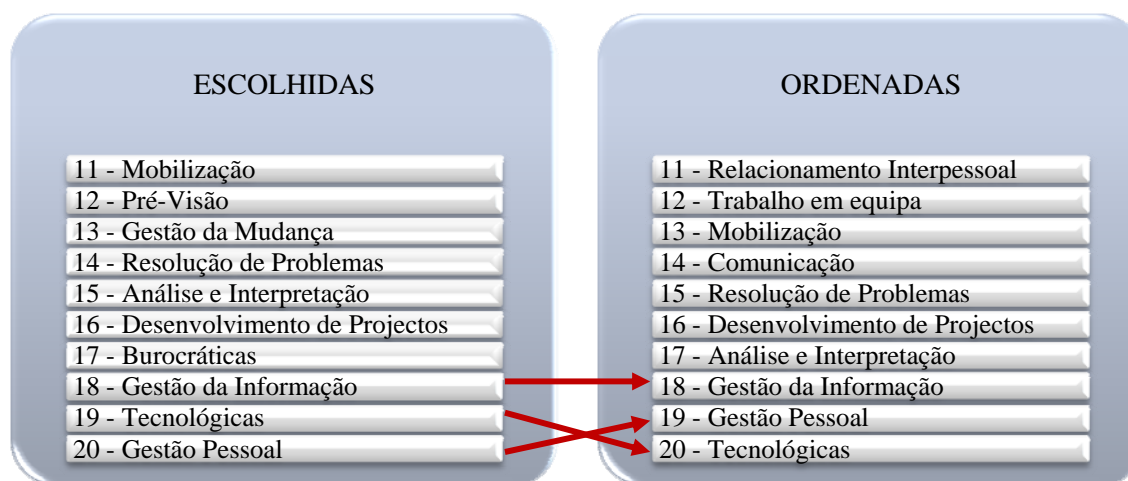 ESCOLHIDAS
11 - Mobilização
12 - Pré-Visão
13 - Gestão da Mudança
14 - Resolução de Problemas
15 - Análise e Interpretação
16 - Desenvolvimento de Projectos
17 - Burocráticas
18 - Gestão da Informação
19 - Tecnológicas
20 - Gestão Pessoal
ORDENADAS
11 - Relacionamento Interpessoal
12 - Trabalho em equipa
13 - Mobilização
14 - Comunicação
15 - Resolução de Problemas
16 - Desenvolvimento de Projectos
17 - Análise e Interpretação
18 - Gestão da Informação
19 - Gestão Pessoal
20 - Tecnológicas